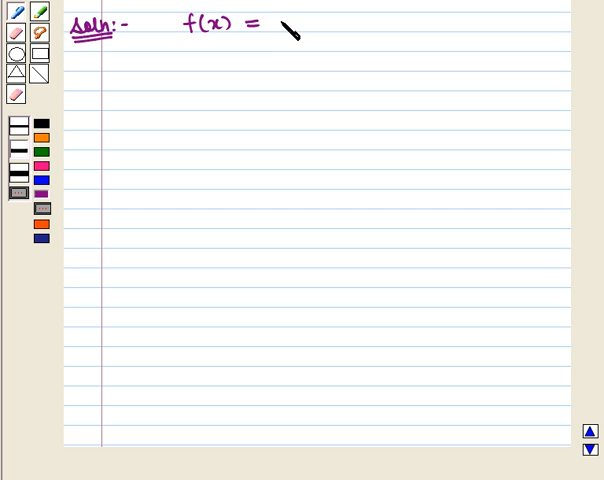 Soln:- f(x) =